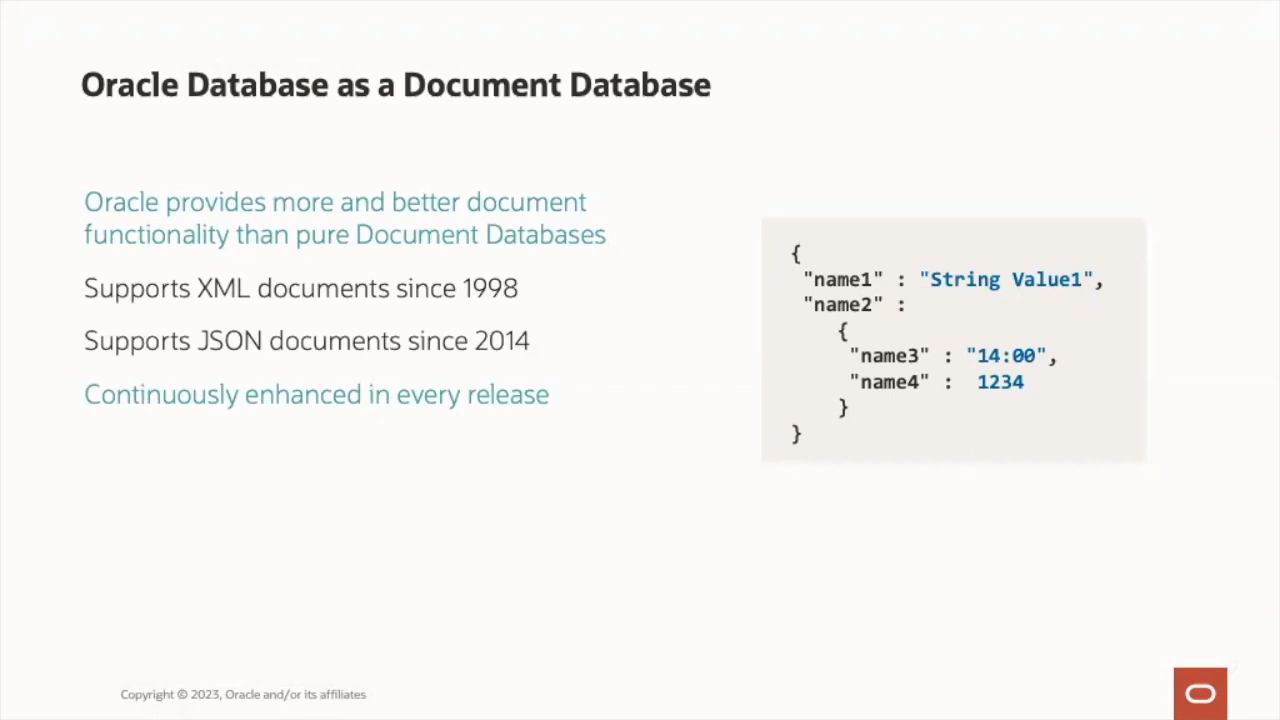 Oracle Database as a Document Database
Oracle provides more and better document
functionality than pure Document Databases
Supports XML documents since 1998
Supports JSON documents since 2014
Continuously enhanced in every release
{
"name1" : "String Value1",
"name2" :
{
"name3" : "14:00",
"name4" : 1234
}
}
Copyright © 2023, Oracle and/or its affiliates